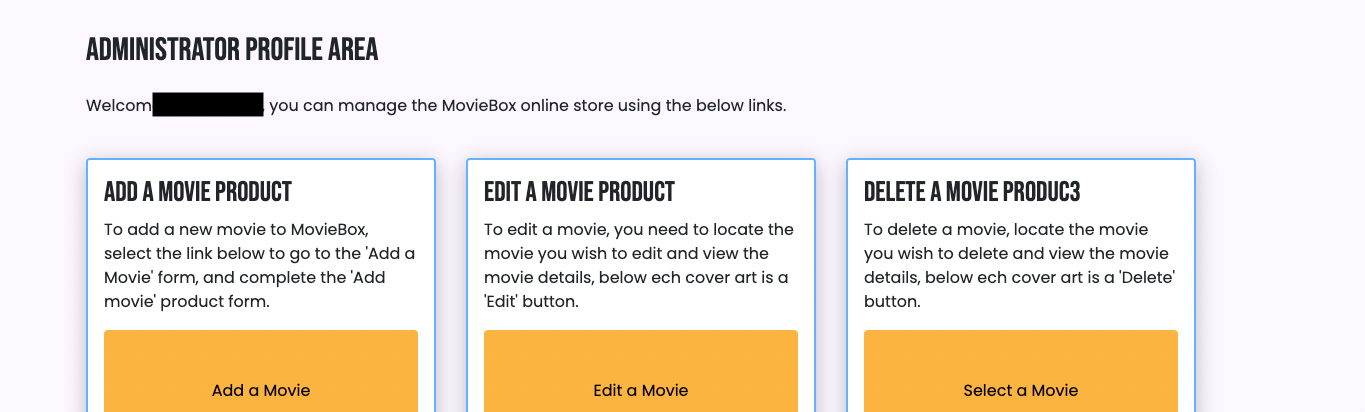 ADMINISTRATOR PROFILE AREA
Welcom you can manage the MovieBox online store using the below links.
ADD A MOVIE PRODUCT
To add a new movie to MovieBox,
select the link below to go to the 'Add a
Movie' form, and complete the 'Add
movie' product form.
Add a Movie
EDIT A MOVIE PRODUCT
To edit a movie, you need to locate the
movie you wish to edit and view the
movie details, below ech cover art is a
'Edit' button.
Edit a Movie
DELETE A MOVIE PRODUC3
To delete a movie, locate the movie
you wish to delete and view the movie
details, below ech cover art is a 'Delete'
button.
Select a Movie